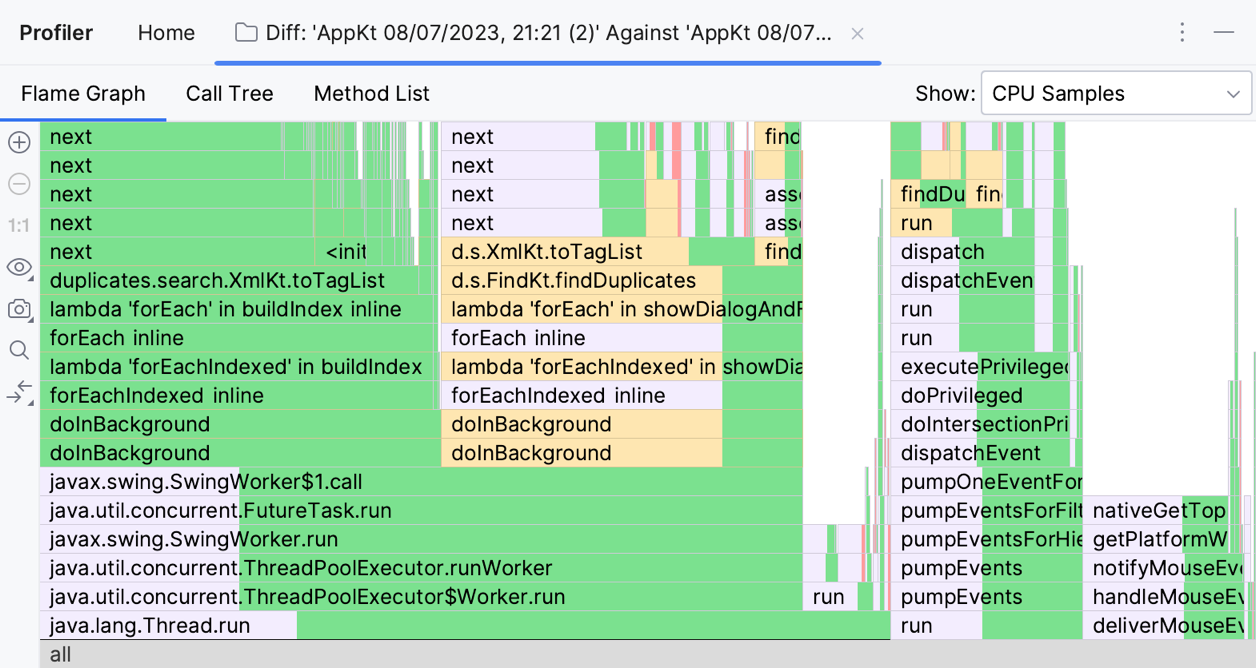 Profiler Home Diff: 'AppKt 08/07/2023, 21:21 (2)' Against 'AppKt 08/07...
Flame Graph Call Tree Method List Show: CPU Samples
next next find
next next
next next asse findDu fin
1:1 next next asse run
next <init d.s.XmlKt.toTagList find dispatch
duplicates.search.XmlKt.toTagList d.s.FindKt.findDuplicates dispatchEven
lambda 'forEach' in buildIndex inline lambda 'forEach' in showDialogAndF run
forEach inline forEach inline run
lambda 'forEachIndexed' in buildIndex lambda 'forEachIndexed' in showDia executePrivileged
forEachIndexed inline forEachIndexed inline doPrivileged
doInBackground doInBackground doIntersectionPri
doInBackground doInBackground dispatchEvent
javax.swing.SwingWorker$1.call pumpOneEventFor
java.util.concurrent.FutureTask.run pumpEventsForFilt nativeGetTop
javax.swing.SwingWorker.run pumpEventsForHie getPlatformW
java.util.concurrent.ThreadPoolExecutor.runWorker pumpEvents notifyMouseEve
java.util.concurrent.ThreadPoolExecutor$Worker.run run pumpEvents handleMouseEv
java.lang.Thread.run run deliverMouseEv
all